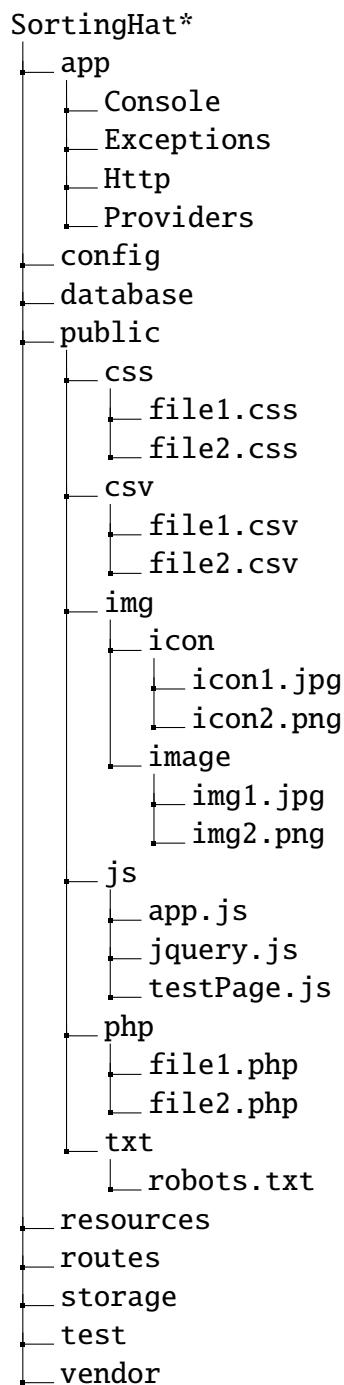 SortingHat*
app
Console
Exceptions
Http
Providers
config
database
public
css
file1.css
file2.css
csv
file1.csv
file2.csv
img
icon
icon1.jpg
icon2.png
image
img1.jpg
img2.png
js
app.js
jquery.js
testPage.js
php
file1.php
file2.php
txt
robots.txt
resources
routes
storage
test
vendor